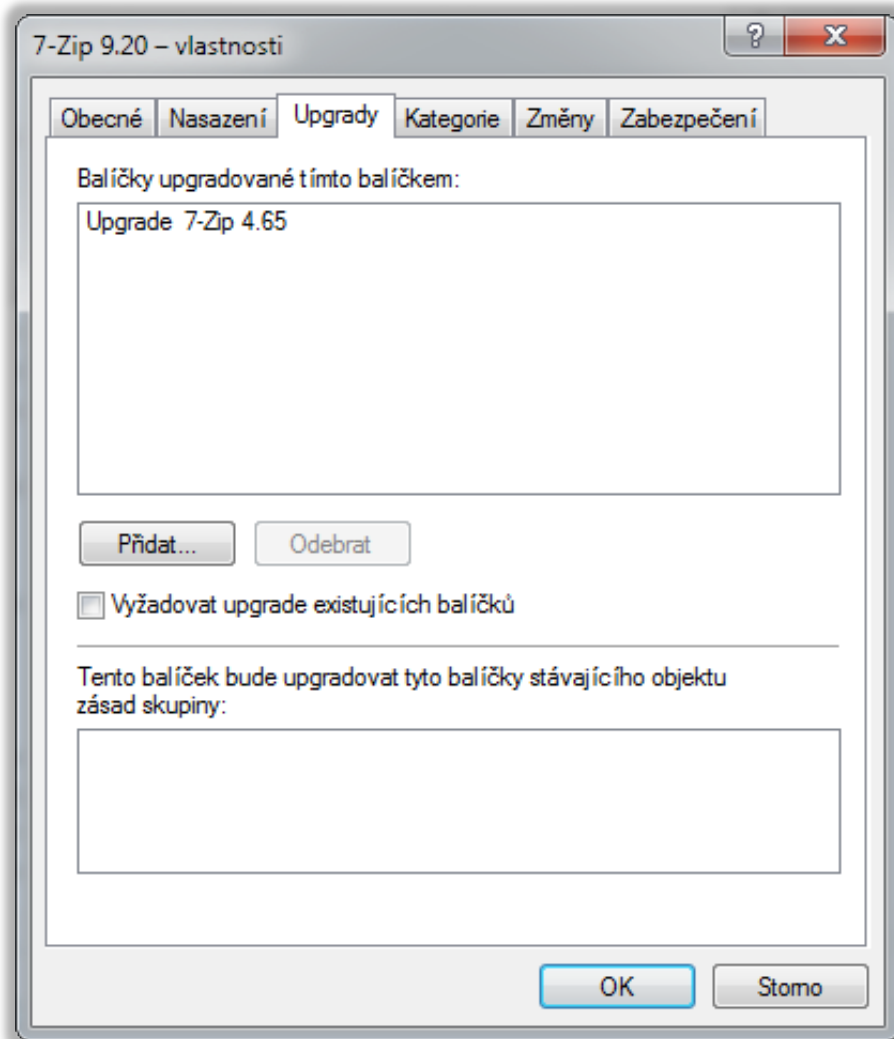 7-Zip 9.20 – vlastnosti
Obecné Nasazení Upgrady Kategorie Změny Zabezpečení
Balíčky upgradované tímto balíčkem:
Upgrade 7-Zip 4.65
Přidat... Odebrat
Vyžadovat upgrade existujících balíčků
Tento balíček bude upgradovat tyto balíčky stávajícího objektu
zásad skupiny:
OK Storno